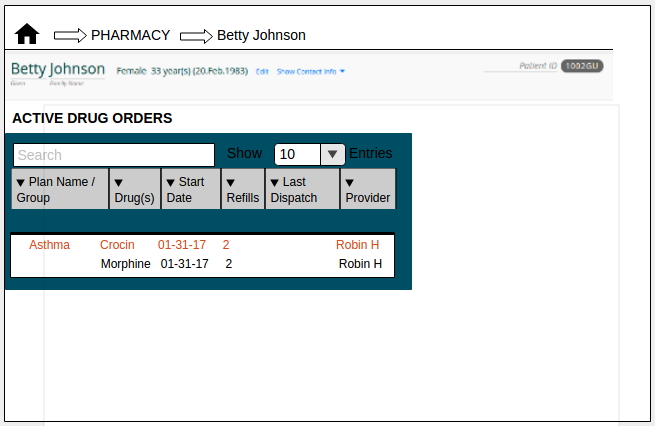 PHARMACY Betty Johnson
Betty Johnson Female 33 year(s) (20.Feb.1983) Edit Show Contact Info Patient ID 1002GU
Given Family Name
ACTIVE DRUG ORDERS
Search Show 10 Entries
Plan Name / Group Drug(s) Start Date Refills Last Dispatch Provider
Asthma Crocin 01-31-17 2 Robin H
Morphine 01-31-17 2 Robin H